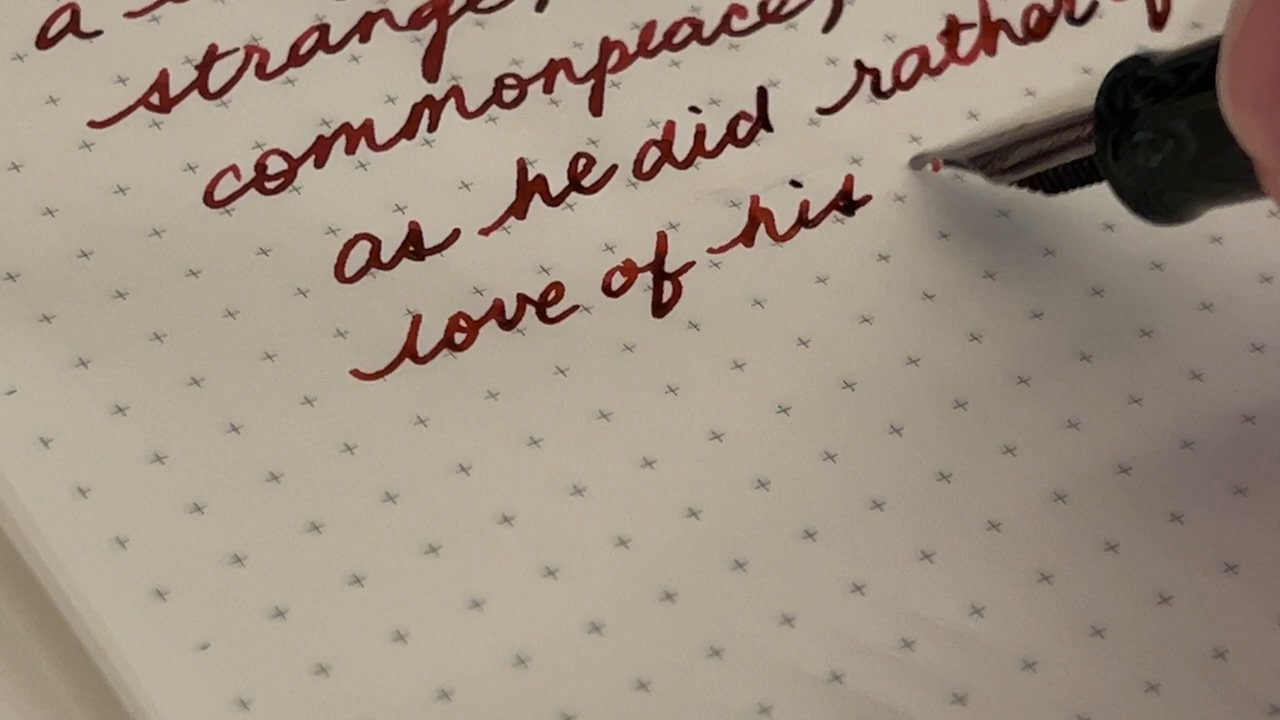 a
strange,
commonplace,
as he did rather
love of his